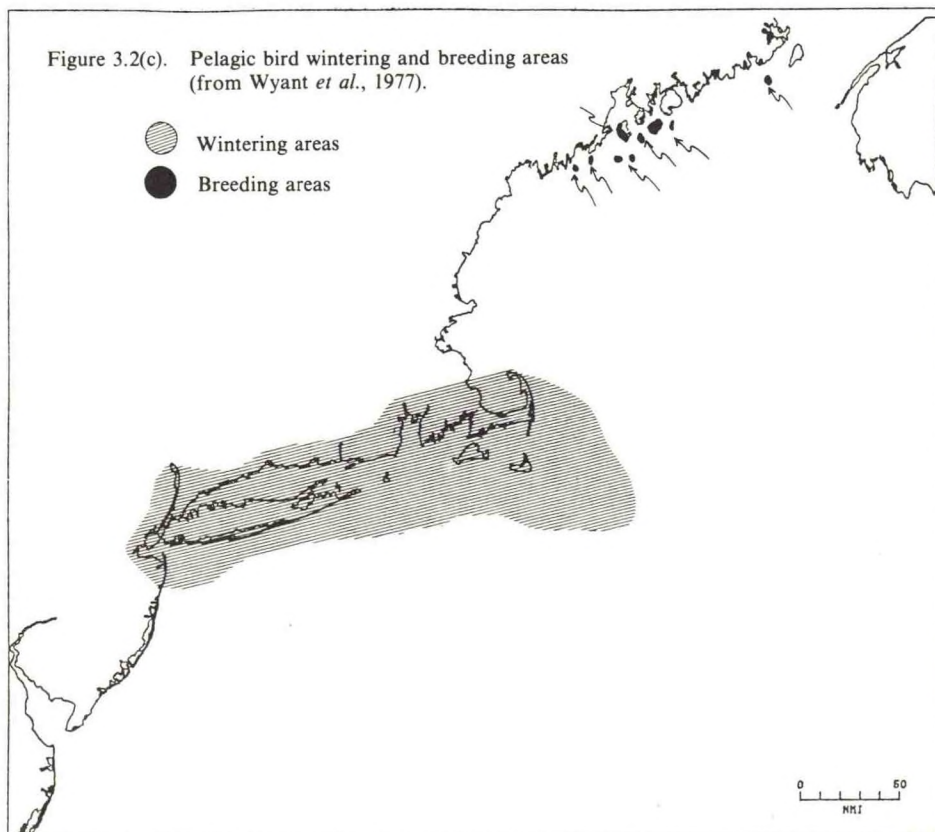 Figure 3.2(c). Pelagic bird wintering and breeding areas
(from Wyant et al., 1977).
Wintering areas
Breeding areas
0 50
NMI